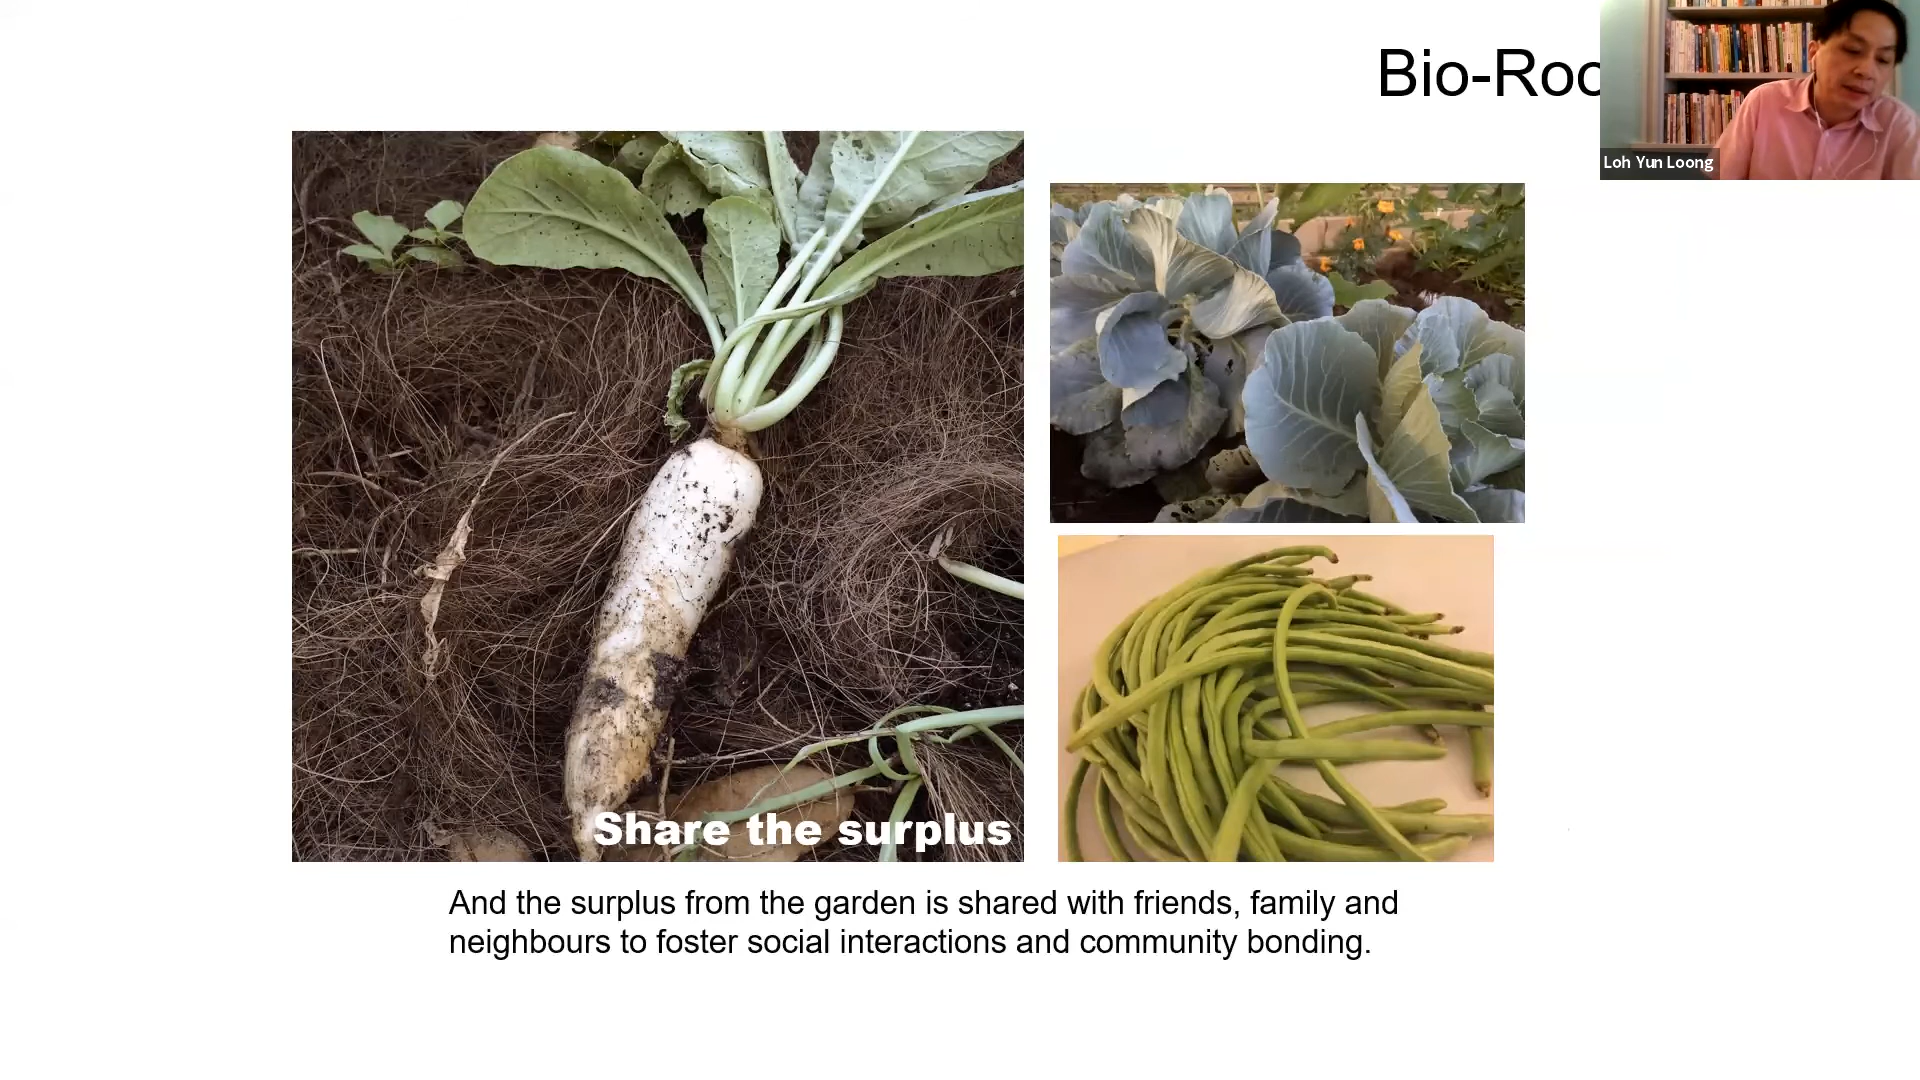 Bio-Roo
Loh Yun Loong
Share the surplus
And the surplus from the garden is shared with friends, family and
neighbours to foster social interactions and community bonding.